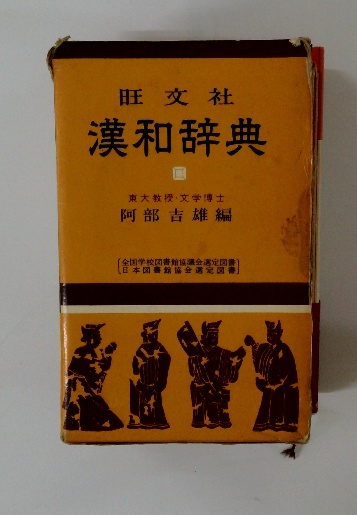 旺文社
漢和辞典
東大教授・文学博士
阿部吉雄編
全国学校図書館協議会選定図書
日本図書館協会選定図書